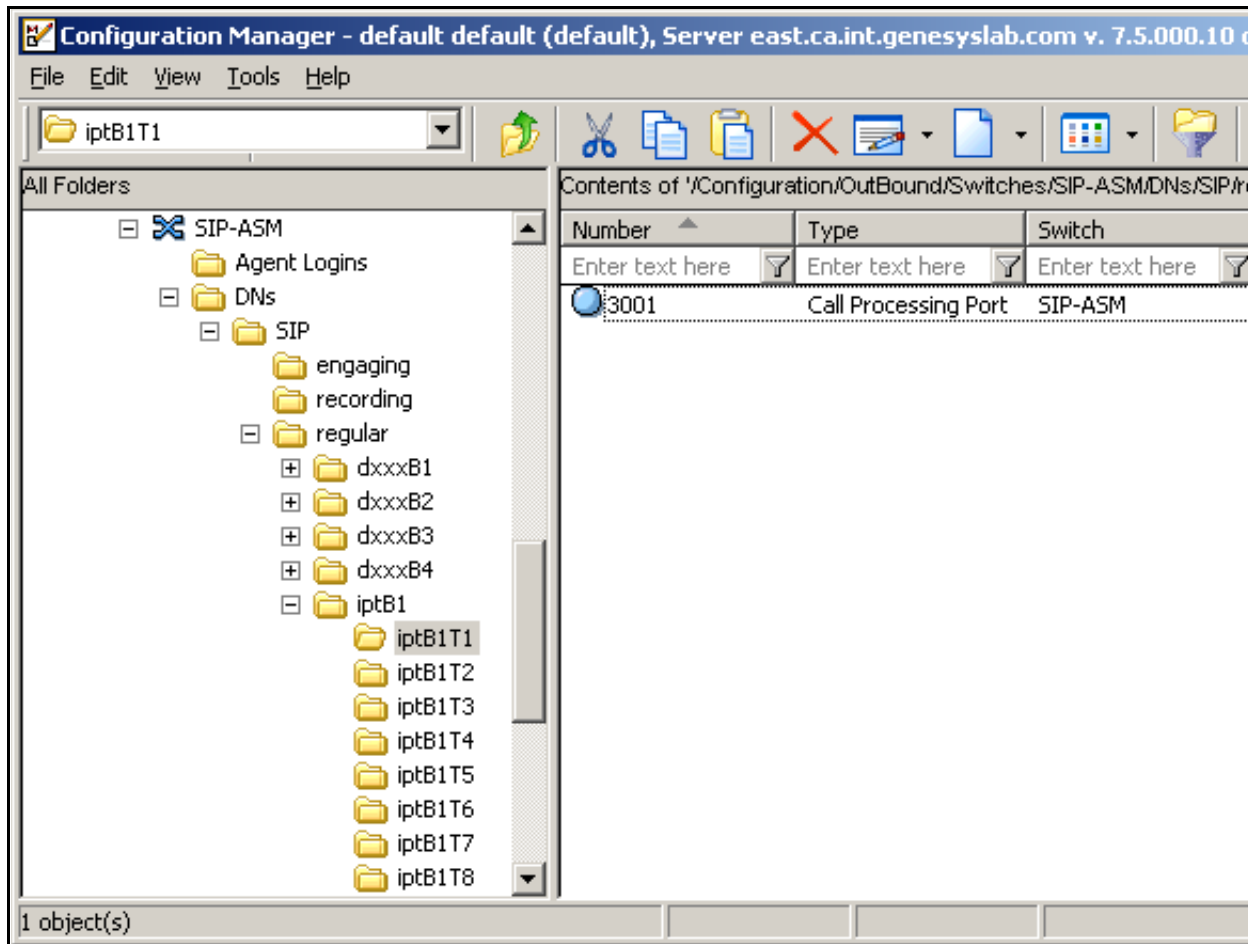 Configuration Manager - default default (default), Server east.ca.int.genesyslab.com v. 7.5.000.10
File Edit View Tools Help
iptB1T1
All Folders
Contents of '/Configuration/OutBound/Switches/SIP-ASM/DNs/SIP/re
SIP-ASM
Agent Logins
DNs
SIP
engaging
recording
regular
dxxxB1
dxxxB2
dxxxB3
dxxxB4
iptB1
iptB1T1
iptB1T2
iptB1T3
iptB1T4
iptB1T5
iptB1T6
iptB1T7
iptB1T8
Number Type Switch
Enter text here Enter text here Enter text here
3001 Call Processing Port SIP-ASM
1 object(s)